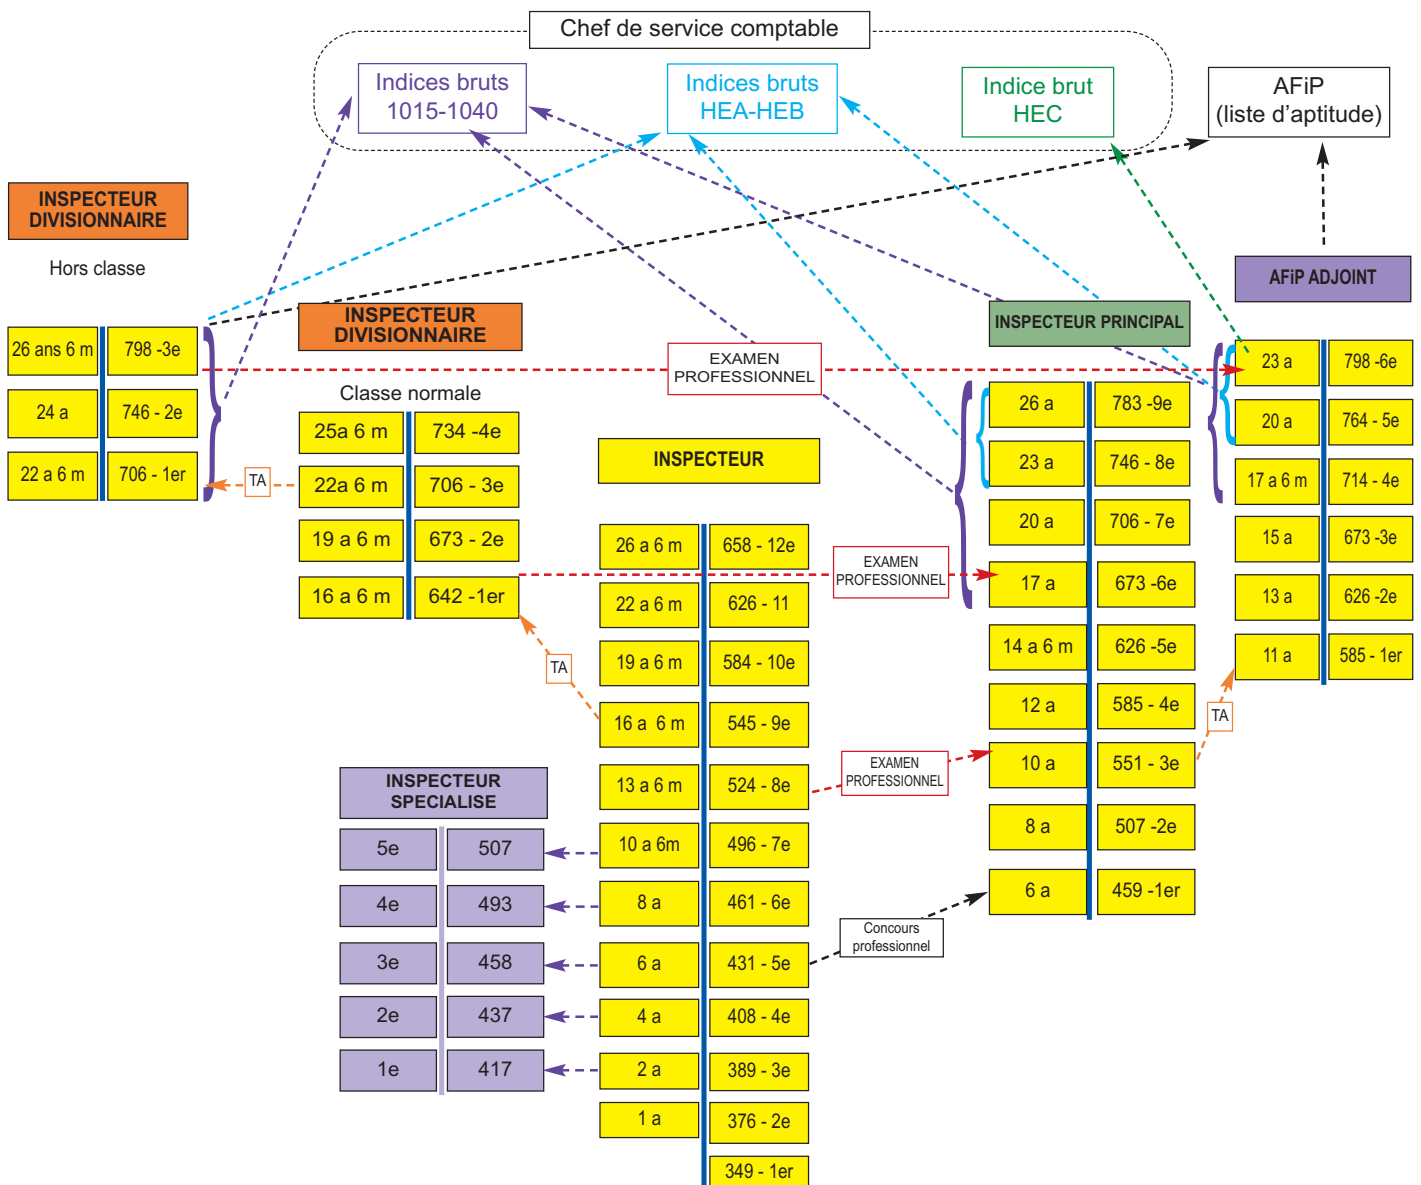 Chef de service comptable
Indices bruts
1015-1040
Indices bruts
HEA-HEB
Indice brut
HEC
AFiP
(liste d’aptitude)
INSPECTEUR
DIVISIONNAIRE
Hors classe
26 ans 6 m 798 -3e
24 a 746 - 2e
22 a 6 m 706 - 1er
TA
INSPECTEUR
DIVISIONNAIRE
Classe normale
25a 6 m 734 -4e
22a 6 m 706 - 3e
19 a 6 m 673 - 2e
16 a 6 m 642 -1er
TA
EXAMEN
PROFESSIONNEL
INSPECTEUR
26 a 6 m 658 - 12e
22 a 6 m 626 - 11
19 a 6 m 584 - 10e
16 a 6 m 545 - 9e
13 a 6 m 524 - 8e
10 a 6m 496 - 7e
8 a 461 - 6e
6 a 431 - 5e
4 a 408 - 4e
2 a 389 - 3e
1 a 376 - 2e
349 - 1er
INSPECTEUR
SPECIALISE
5e 507
4e 493
3e 458
2e 437
1e 417
EXAMEN
PROFESSIONNEL
EXAMEN
PROFESSIONNEL
Concours
professionnel
INSPECTEUR PRINCIPAL
26 a 783 -9e
23 a 746 - 8e
20 a 706 - 7e
17 a 673 -6e
14 a 6 m 626 -5e
12 a 585 - 4e
10 a 551 - 3e
8 a 507 -2e
6 a 459 -1er
TA
AFiP ADJOINT
23 a 798 -6e
20 a 764 - 5e
17 a 6 m 714 - 4e
15 a 673 -3e
13 a 626 -2e
11 a 585 - 1er